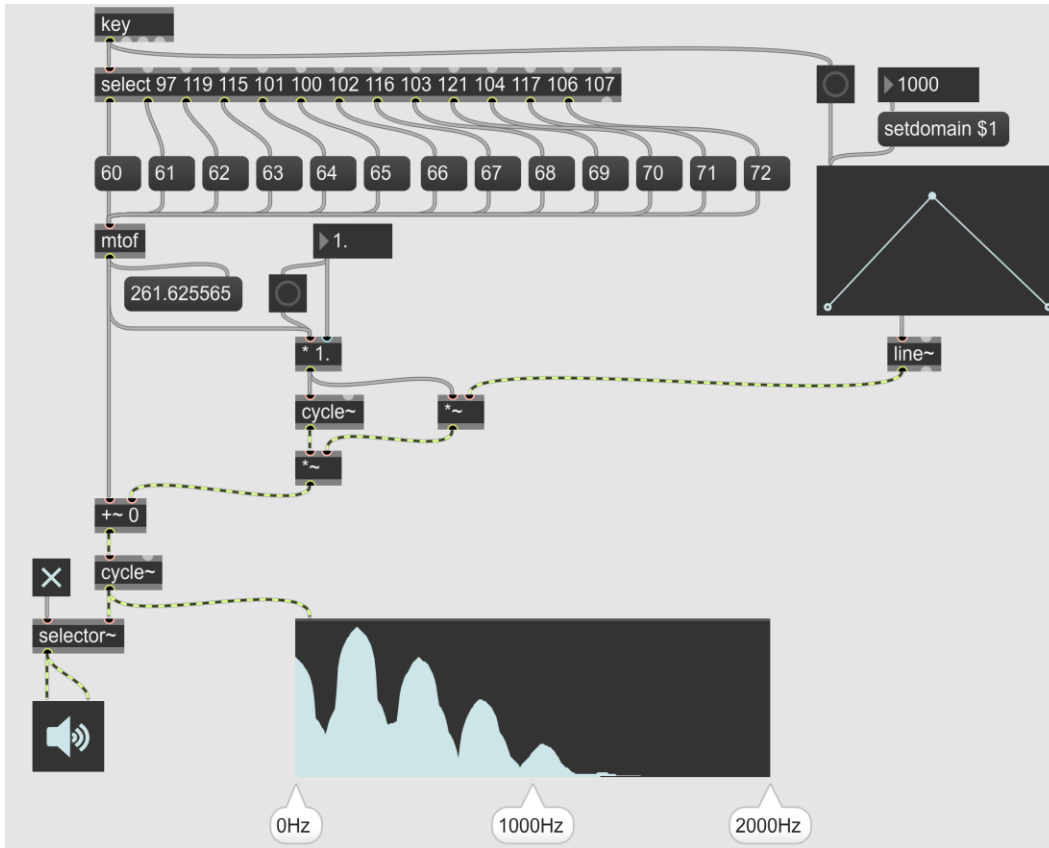 key
select 97 119 115 101 100 102 116 103 121 104 117 106 107
1000
setdomain $1
60 61 62 63 64 65 66 67 68 69 70 71 72
mtof
1.
261.625565
* 1.
line~
cycle~ *~
*~
+~ 0
cycle~
selector~
0Hz 1000Hz 2000Hz